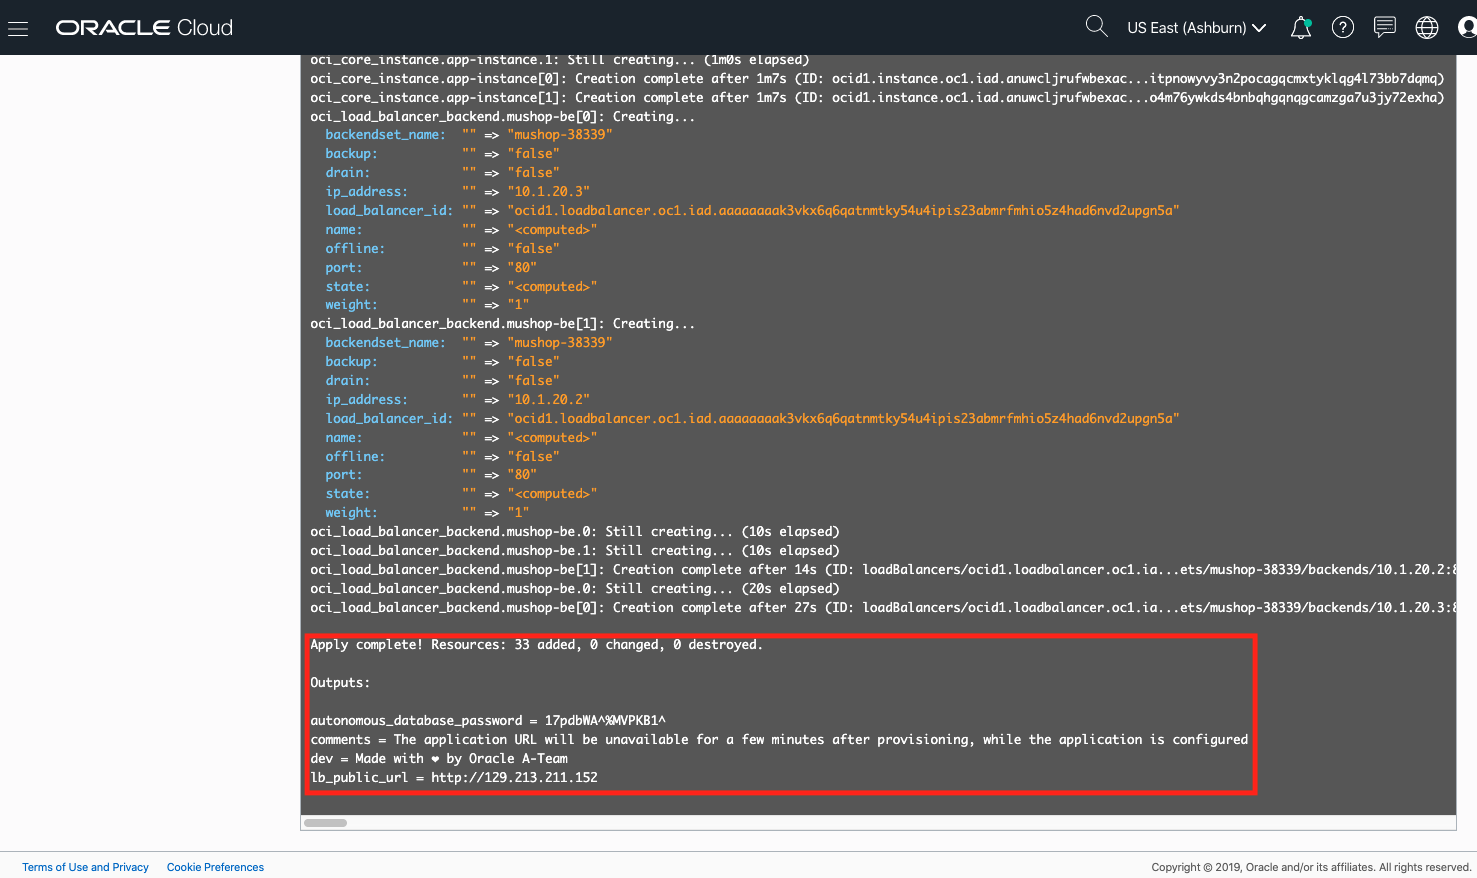 ORACLE Cloud
US East (Ashburn)
oci_core_instance.app-instance.1: Still creating... (1m0s elapsed)
oci_core_instance.app-instance[0]: Creation complete after 1m7s (ID: ocid1.instance.oc1.iad.anuwcljrufwbexac...itpnowyvy3n2pocagqcmxtyklqg4l73bb7dqmq)
oci_core_instance.app-instance[1]: Creation complete after 1m7s (ID: ocid1.instance.oc1.iad.anuwcljrufwbexac...o4m76ywkds4bnbqhgqnqgcamzga7u3jy72exha)
oci_load_balancer_backend.mushop-be[0]: Creating...
backendset_name: "" => "mushop-38339"
backup: "" => "false"
drain: "" => "false"
ip_address: "" => "10.1.20.3"
load_balancer_id: "" => "ocid1.loadbalancer.oc1.iad.aaaaaaaak3vkx6q6qatnmtky54u4ipis23abmrfmhio5z4had6nvd2upgn5a"
name: "" => "<computed>"
offline: "" => "false"
port: "" => "80"
state: "" => "<computed>"
weight: "" => "1"
oci_load_balancer_backend.mushop-be[1]: Creating...
backendset_name: "" => "mushop-38339"
backup: "" => "false"
drain: "" => "false"
ip_address: "" => "10.1.20.2"
load_balancer_id: "" => "ocid1.loadbalancer.oc1.iad.aaaaaaaak3vkx6q6qatnmtky54u4ipis23abmrfmhio5z4had6nvd2upgn5a"
name: "" => "<computed>"
offline: "" => "false"
port: "" => "80"
state: "" => "<computed>"
weight: "" => "1"
oci_load_balancer_backend.mushop-be.0: Still creating... (10s elapsed)
oci_load_balancer_backend.mushop-be.1: Still creating... (10s elapsed)
oci_load_balancer_backend.mushop-be[1]: Creation complete after 14s (ID: loadBalancers/ocid1.loadbalancer.oc1.ia...ets/mushop-38339/backends/10.1.20.2:8
oci_load_balancer_backend.mushop-be.0: Still creating... (20s elapsed)
oci_load_balancer_backend.mushop-be[0]: Creation complete after 27s (ID: loadBalancers/ocid1.loadbalancer.oc1.ia...ets/mushop-38339/backends/10.1.20.3:8
Apply complete! Resources: 33 added, 0 changed, 0 destroyed.
Outputs:
autonomous_database_password = 17pdbWA^%MVPKB1^
comments = The application URL will be unavailable for a few minutes after provisioning, while the application is configured
dev = Made with ❤ by Oracle A-Team
lb_public_url = http://129.213.211.152
Terms of Use and Privacy Cookie Preferences Copyright © 2019, Oracle and/or its affiliates. All rights reserved.